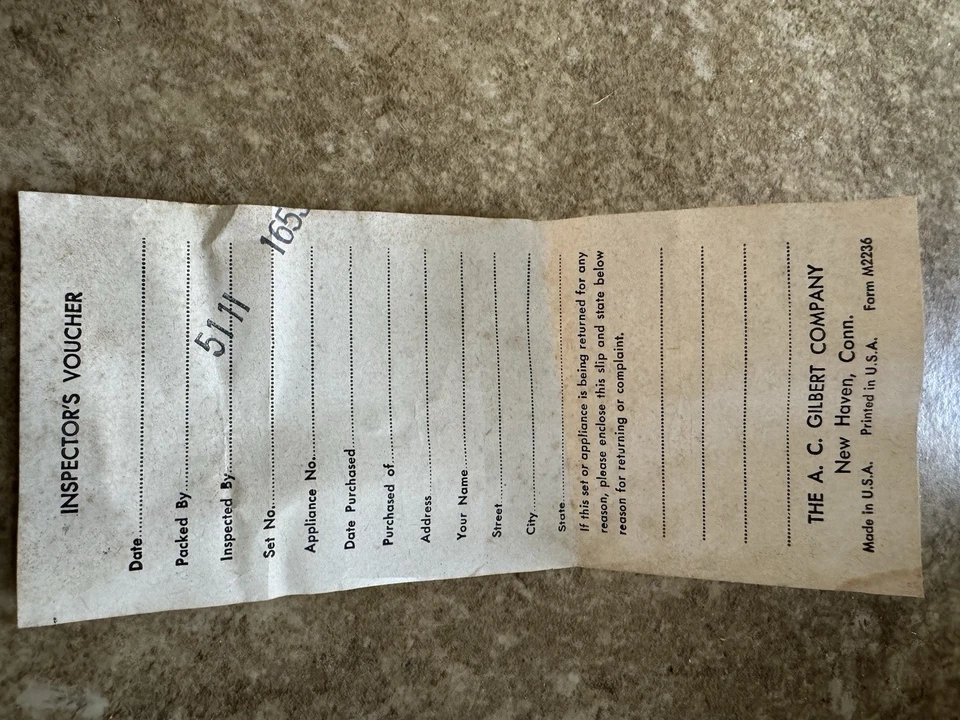 INSPECTOR'S VOUCHER
Date
Packed By
51.11
Inspected By
1653
Set No.
Appliance No.
Date Purchased
Purchased of
Address
Your Name
Street
City
State
If this set or appliance is being returned for any
reason, please enclose this slip and state below
reason for returning or complaint.
THE A. C. GILBERT COMPANY
New Haven, Conn.
Made in U.S.A. Printed in U.S.A. Form M2236